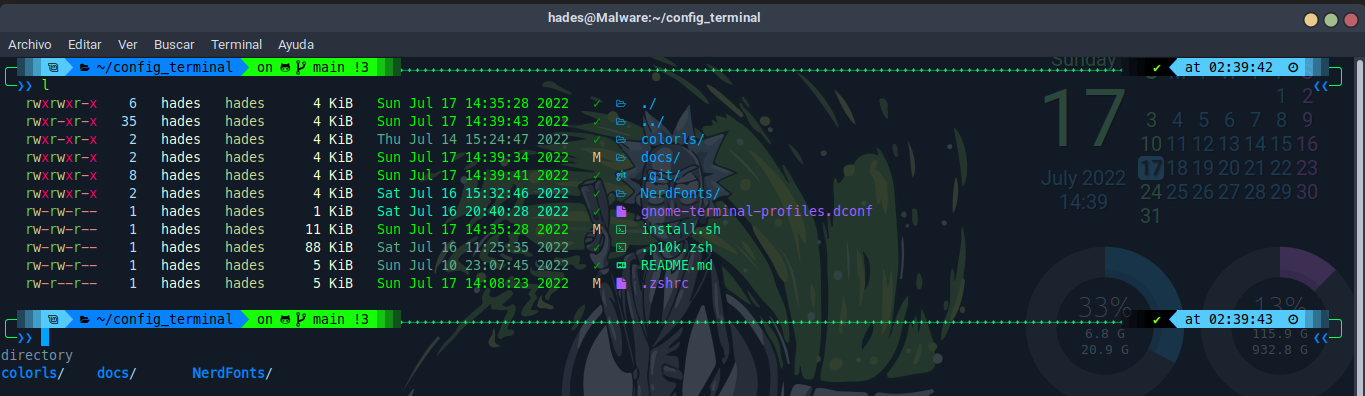 hades@Malware:~/config_terminal
Archivo Editar Ver Buscar Terminal Ayuda
~/config_terminal on main !3 ✔ at 02:39:42
❯❯ l ❮❮
rwxrwxr-x 6 hades hades 4 KiB Sun Jul 17 14:35:28 2022 ✓ ./
rwxr-xr-x 35 hades hades 4 KiB Sun Jul 17 14:39:43 2022 ✓ ../
rwxrwxr-x 2 hades hades 4 KiB Thu Jul 14 15:24:47 2022 ✓ colorls/
rwxrwxr-x 2 hades hades 4 KiB Sun Jul 17 14:39:34 2022 M docs/
rwxrwxr-x 8 hades hades 4 KiB Sun Jul 17 14:39:41 2022 ✓ .git/
rwxrwxr-x 2 hades hades 4 KiB Sat Jul 16 15:32:46 2022 ✓ NerdFonts/
rw-rw-r-- 1 hades hades 1 KiB Sat Jul 16 20:40:28 2022 ✓ gnome-terminal-profiles.dconf
rwxrwxr-x 1 hades hades 11 KiB Sun Jul 17 14:35:28 2022 M install.sh
rw-rw-r-- 1 hades hades 88 KiB Sat Jul 16 11:25:35 2022 ✓ .p10k.zsh
rw-rw-r-- 1 hades hades 5 KiB Sun Jul 10 23:07:45 2022 ✓ README.md
rw-r--r-- 1 hades hades 5 KiB Sun Jul 17 14:08:23 2022 M .zshrc
~/config_terminal on main !3 ✔ at 02:39:43
❯❯ ❮❮
directory
colorls/ docs/ NerdFonts/
Sunday
17
July 2022
14:39
1 2
3 4 5 6 7 8 9
10 11 12 13 14 15 16
17 18 19 20 21 22 23
24 25 26 27 28 29 30
31
33%
6.8 G
20.9 G
13%
115.9 G
932.8 G